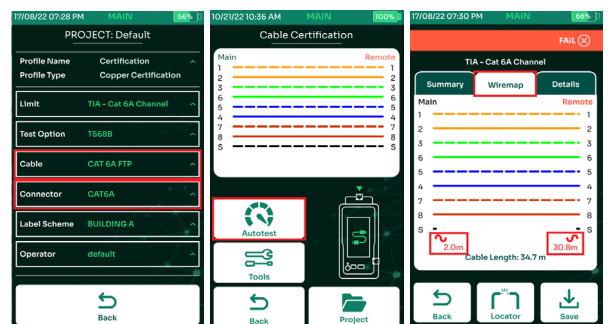 17/08/22 07:28 PM MAIN 66%
PROJECT: Default
Profile Name Certification
Profile Type Copper Certification
Limit TIA - Cat 6A Channel
Test Option T568B
Cable CAT 6A FTP
Connector CAT6A
Label Scheme BUILDING A
Operator default
Back
10/21/22 10:36 AM MAIN 100%
Cable Certification
Main Remote
1 1
2 2
3 3
6 6
5 5
4 4
7 7
8 8
S S
Autotest
Tools
Back Project
17/08/22 07:30 PM MAIN 66%
FAIL
TIA - Cat 6A Channel
Summary Wiremap Details
Main Remote
1 1
2 2
3 3
6 6
5 5
4 4
7 7
8 8
S S
2.0m 30.8m
Cable Length: 34.7 m
Back Locator Save